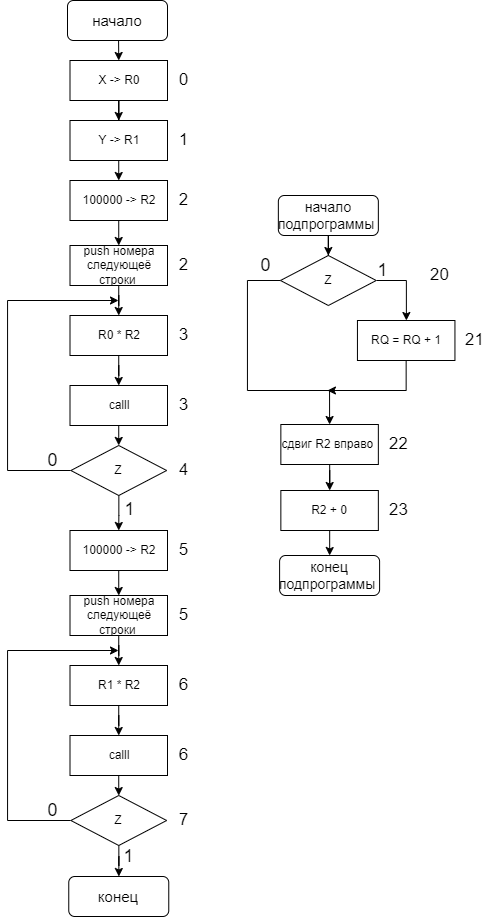 начало
X -> R0
0
Y -> R1
1
100000 -> R2
2
push номера
следующеё
строки
2
R0 * R2
3
calll
3
Z
4
0
1
100000 -> R2
5
push номера
следующеё
строки
5
R1 * R2
6
calll
6
Z
7
0
1
конец
начало
подпрограммы
Z
0
1
20
RQ = RQ + 1
21
сдвиг R2 вправо
22
R2 + 0
23
конец
подпрограммы